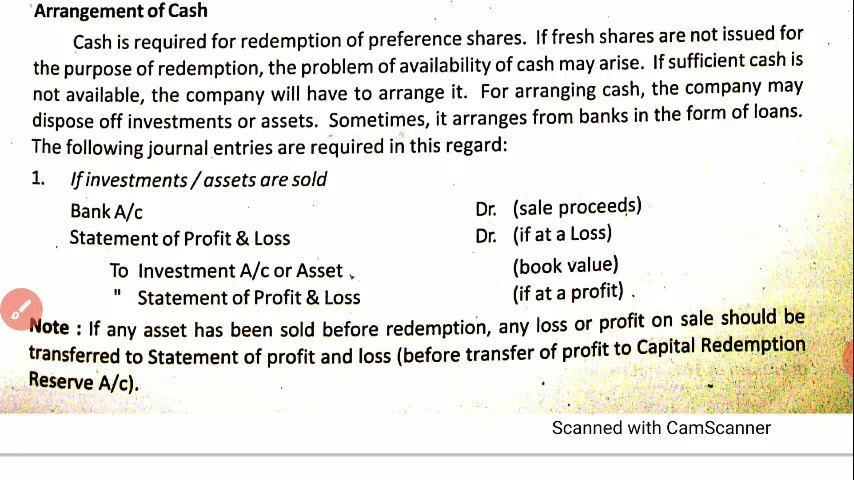 Arrangement of Cash
Cash is required for redemption of preference shares. If fresh shares are not issued for
the purpose of redemption, the problem of availability of cash may arise. If sufficient cash is
not available, the company will have to arrange it. For arranging cash, the company may
dispose off investments or assets. Sometimes, it arranges from banks in the form of loans.
The following journal entries are required in this regard:
1. If investments / assets are sold
Bank A/c Dr. (sale proceeds)
Statement of Profit & Loss Dr. (if at a Loss)
To Investment A/c or Asset (book value)
" Statement of Profit & Loss (if at a profit) .
Note : If any asset has been sold before redemption, any loss or profit on sale should be
transferred to Statement of profit and loss (before transfer of profit to Capital Redemption
Reserve A/c).
Scanned with CamScanner